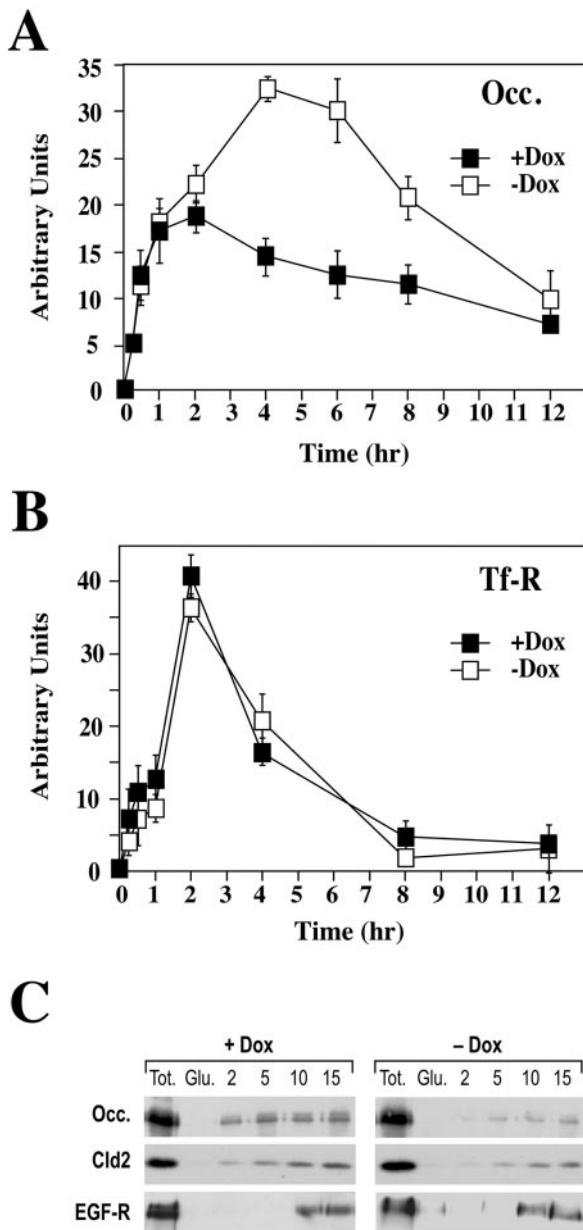 A
35
30
25
20
15
10
5
0
Arbitrary Units
Occ.
+Dox
-Dox
0 1 2 3 4 5 6 7 8 9 10 11 12
Time (hr)
B
40
30
20
10
0
Arbitrary Units
Tf-R
+Dox
-Dox
0 1 2 3 4 5 6 7 8 9 10 11 12
Time (hr)
C
+ Dox – Dox
Tot. Glu. 2 5 10 15 Tot. Glu. 2 5 10 15
Occ.
Cld2
EGF-R